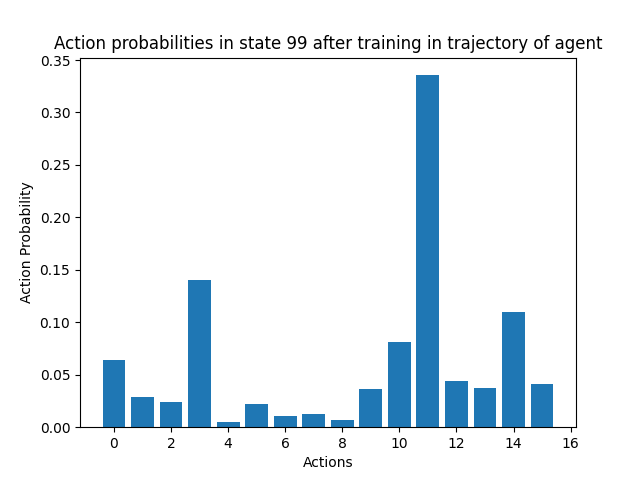 Action probabilities in state 99 after training in trajectory of agent
0.35
0.30
0.25
0.20
0.15
0.10
0.05
0.00
Action Probability
0 2 4 6 8 10 12 14 16
Actions